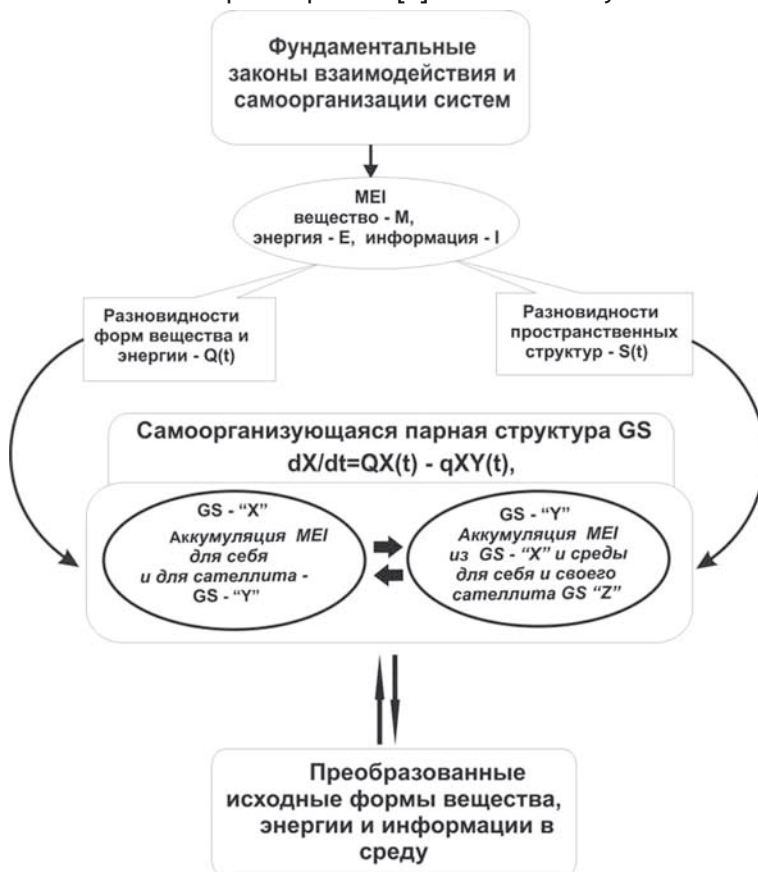 Фундаментальные
законы взаимодействия и
самоорганизации систем
MEI
вещество - M,
энергия - E, информация - I
Разновидности
форм вещества и
энергии - Q(t)
Разновидности
пространственных
структур - S(t)
Самоорганизующаяся парная структура GS
dX/dt=QX(t) - qXY(t),
GS - “X”
Аккумуляция MEI
для себя
и для сателлита -
GS - “Y”
GS - “Y”
Аккумуляция MEI
из GS - “X” и среды
для себя и своего
сателлита GS “Z”
Преобразованные
исходные формы вещества,
энергии и информации в
среду